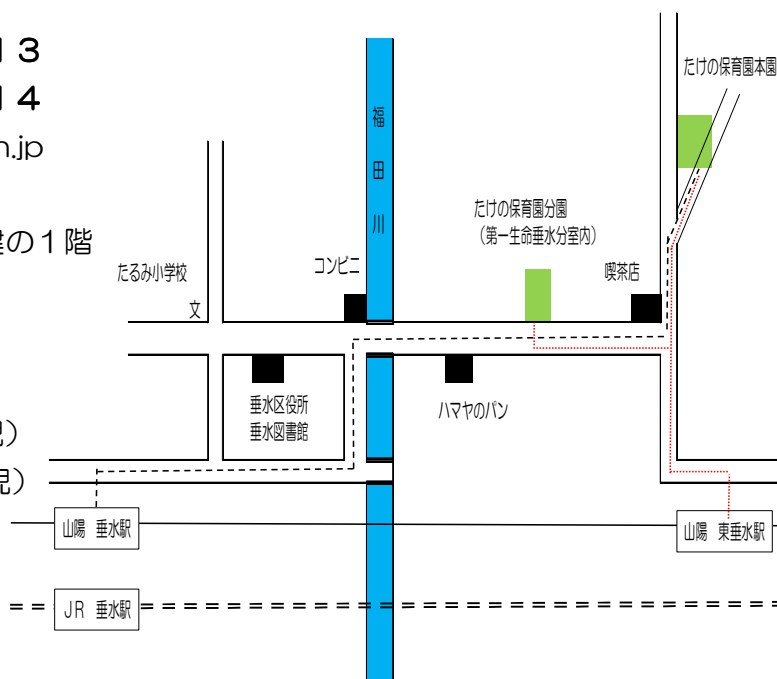 3
4
n.jp
の1階
たけの保育園本園
福田川
たけの保育園分園
(第一生命垂水分室内)
コンビニ
喫茶店
たるみ小学校
文
垂水区役所
垂水図書館
ハマヤのパン
)
)
山陽 垂水駅
山陽 東垂水駅
JR 垂水駅